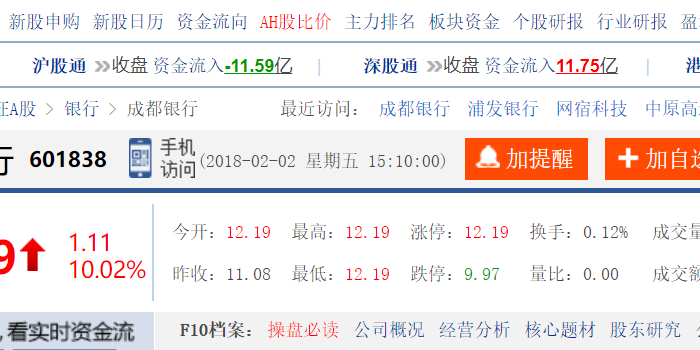 新股申购 新股日历 资金流向 AH股比价 主力排名 板块资金 个股研报 行业研报 盈
沪股通 收盘 资金流入-11.59亿 | 深股通 收盘 资金流入11.75亿 | 港
证A股 > 银行 > 成都银行 最近访问： 成都银行 浦发银行 网宿科技 中原高
行 601838 手机访问 (2018-02-02 星期五 15:10:00) 加提醒 加自选
9 1.11 今开：12.19 最高：12.19 涨停：12.19 换手：0.12% 成交量
10.02% 昨收：11.08 最低：12.19 跌停：9.97 量比：0.00 成交额
，看实时资金流 F10档案： 操盘必读 公司概况 经营分析 核心题材 股东研究 公